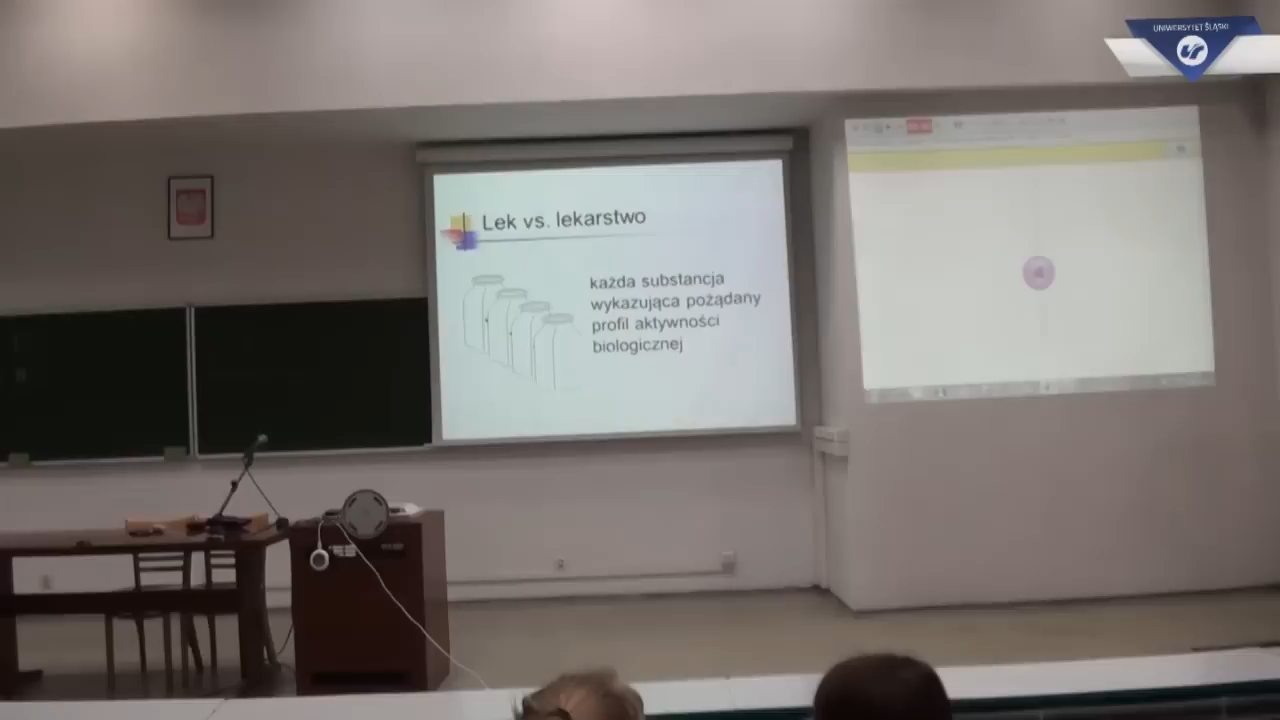 UNIWERSYTET ŚLĄSKI
Lek vs. lekarstwo
każda substancja
wykazująca pożądany
profil aktywności
biologicznej